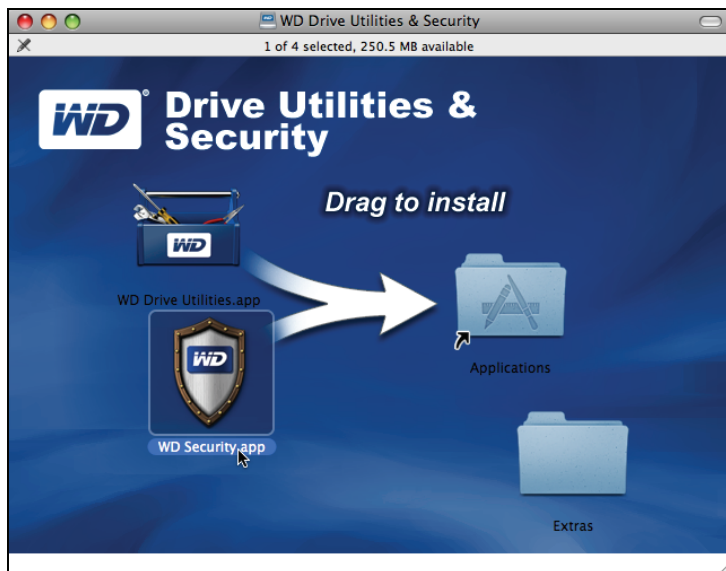 WD Drive Utilities & Security
1 of 4 selected, 250.5 MB available
WD®
Drive Utilities &
Security
Drag to install
WD
WD Drive Utilities.app
WD
WD Security.app
Applications
Extras